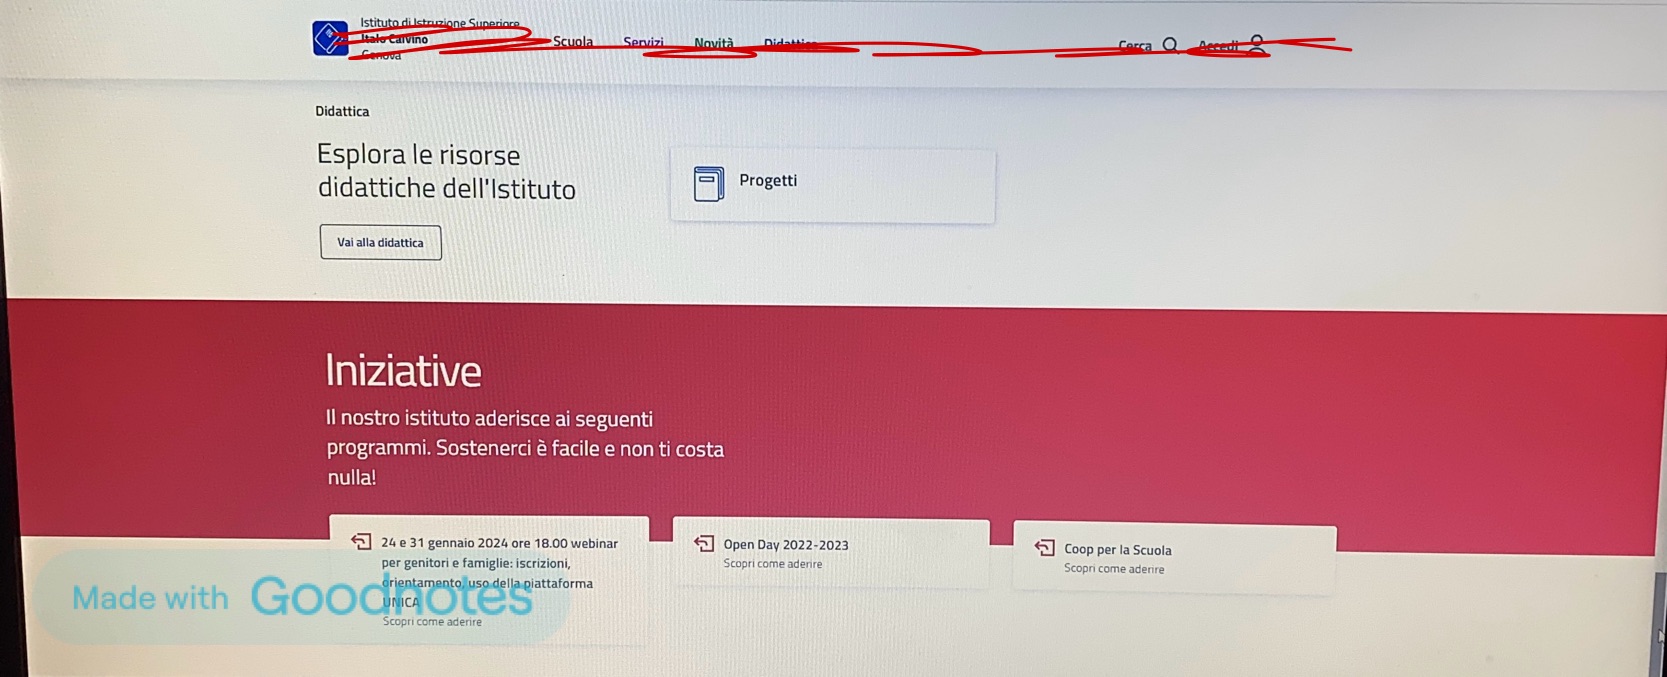 Istituto di Istruzione Superiore
Italo Calvino
Genova
Scuola Servizi Novità Didattica Cerca Accedi
Didattica
Esplora le risorse
didattiche dell'Istituto
Progetti
Vai alla didattica
Iniziative
Il nostro istituto aderisce ai seguenti
programmi. Sostenerci è facile e non ti costa
nulla!
24 e 31 gennaio 2024 ore 18.00 webinar
per genitori e famiglie: iscrizioni,
orientamento, uso della piattaforma
UNICA
Scopri come aderire
Open Day 2022-2023
Scopri come aderire
Coop per la Scuola
Scopri come aderire
Made with Goodnotes